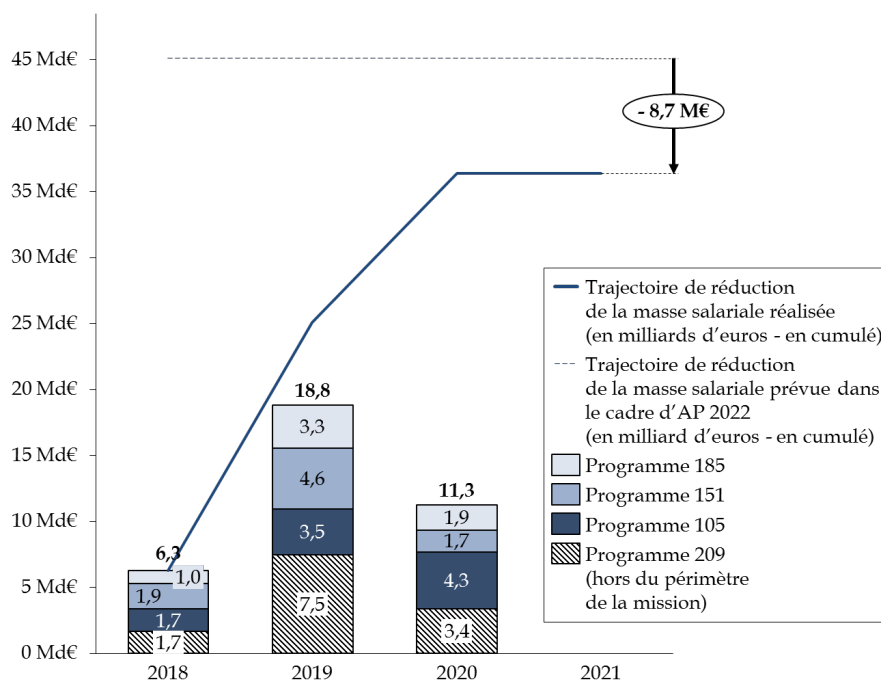 45 Md€
40 Md€
35 Md€
30 Md€
25 Md€
20 Md€
15 Md€
10 Md€
5 Md€
0 Md€
- 8,7 M€
6,3
1,0
1,9
1,7
1,7
18,8
3,3
4,6
3,5
7,5
11,3
1,9
1,7
4,3
3,4
2018
2019
2020
2021
Trajectoire de réduction
de la masse salariale réalisée
(en milliards d'euros - en cumulé)
Trajectoire de réduction
de la masse salariale prévue dans
le cadre d'AP 2022
(en milliard d'euros - en cumulé)
Programme 185
Programme 151
Programme 105
Programme 209
(hors du périmètre
de la mission)